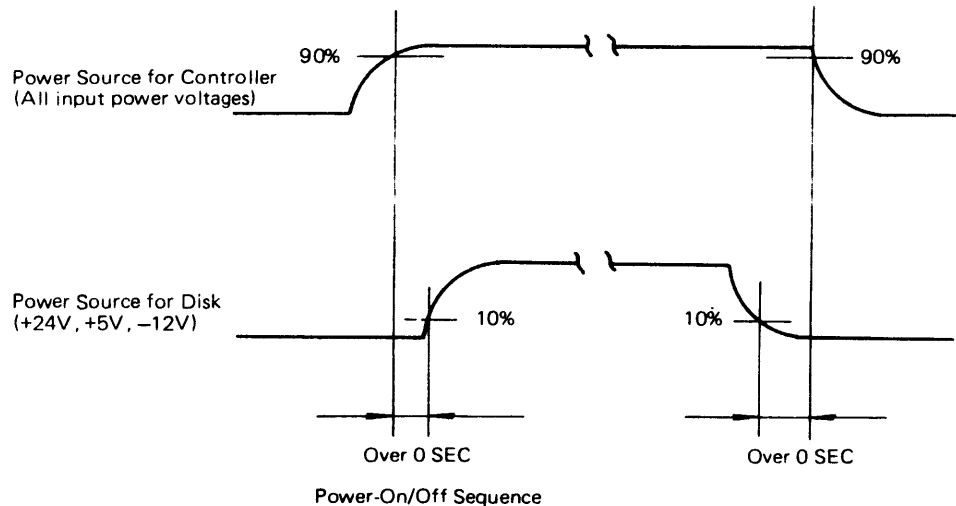 90%
90%
Power Source for Controller
(All input power voltages)
Power Source for Disk
(+24V, +5V, −12V)
10%
10%
Over 0 SEC
Over 0 SEC
Power-On/Off Sequence